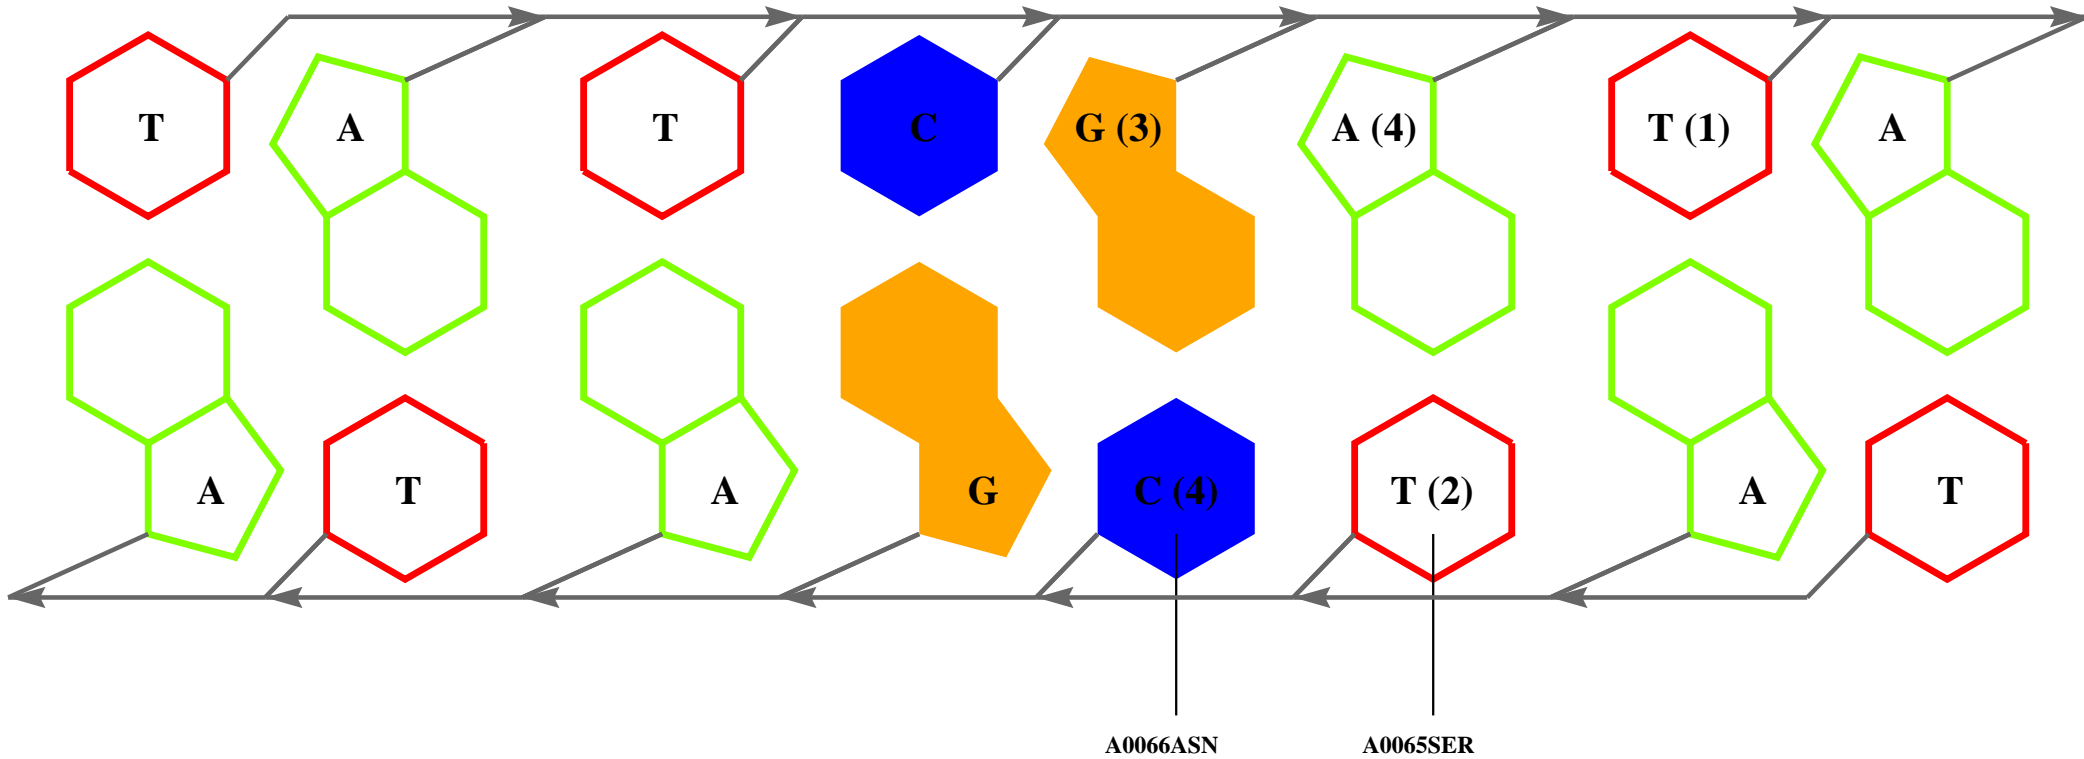 T A T C G (3) A (4) T (1) A
A T A G C (4) T (2) A T
A0066ASN A0065SER